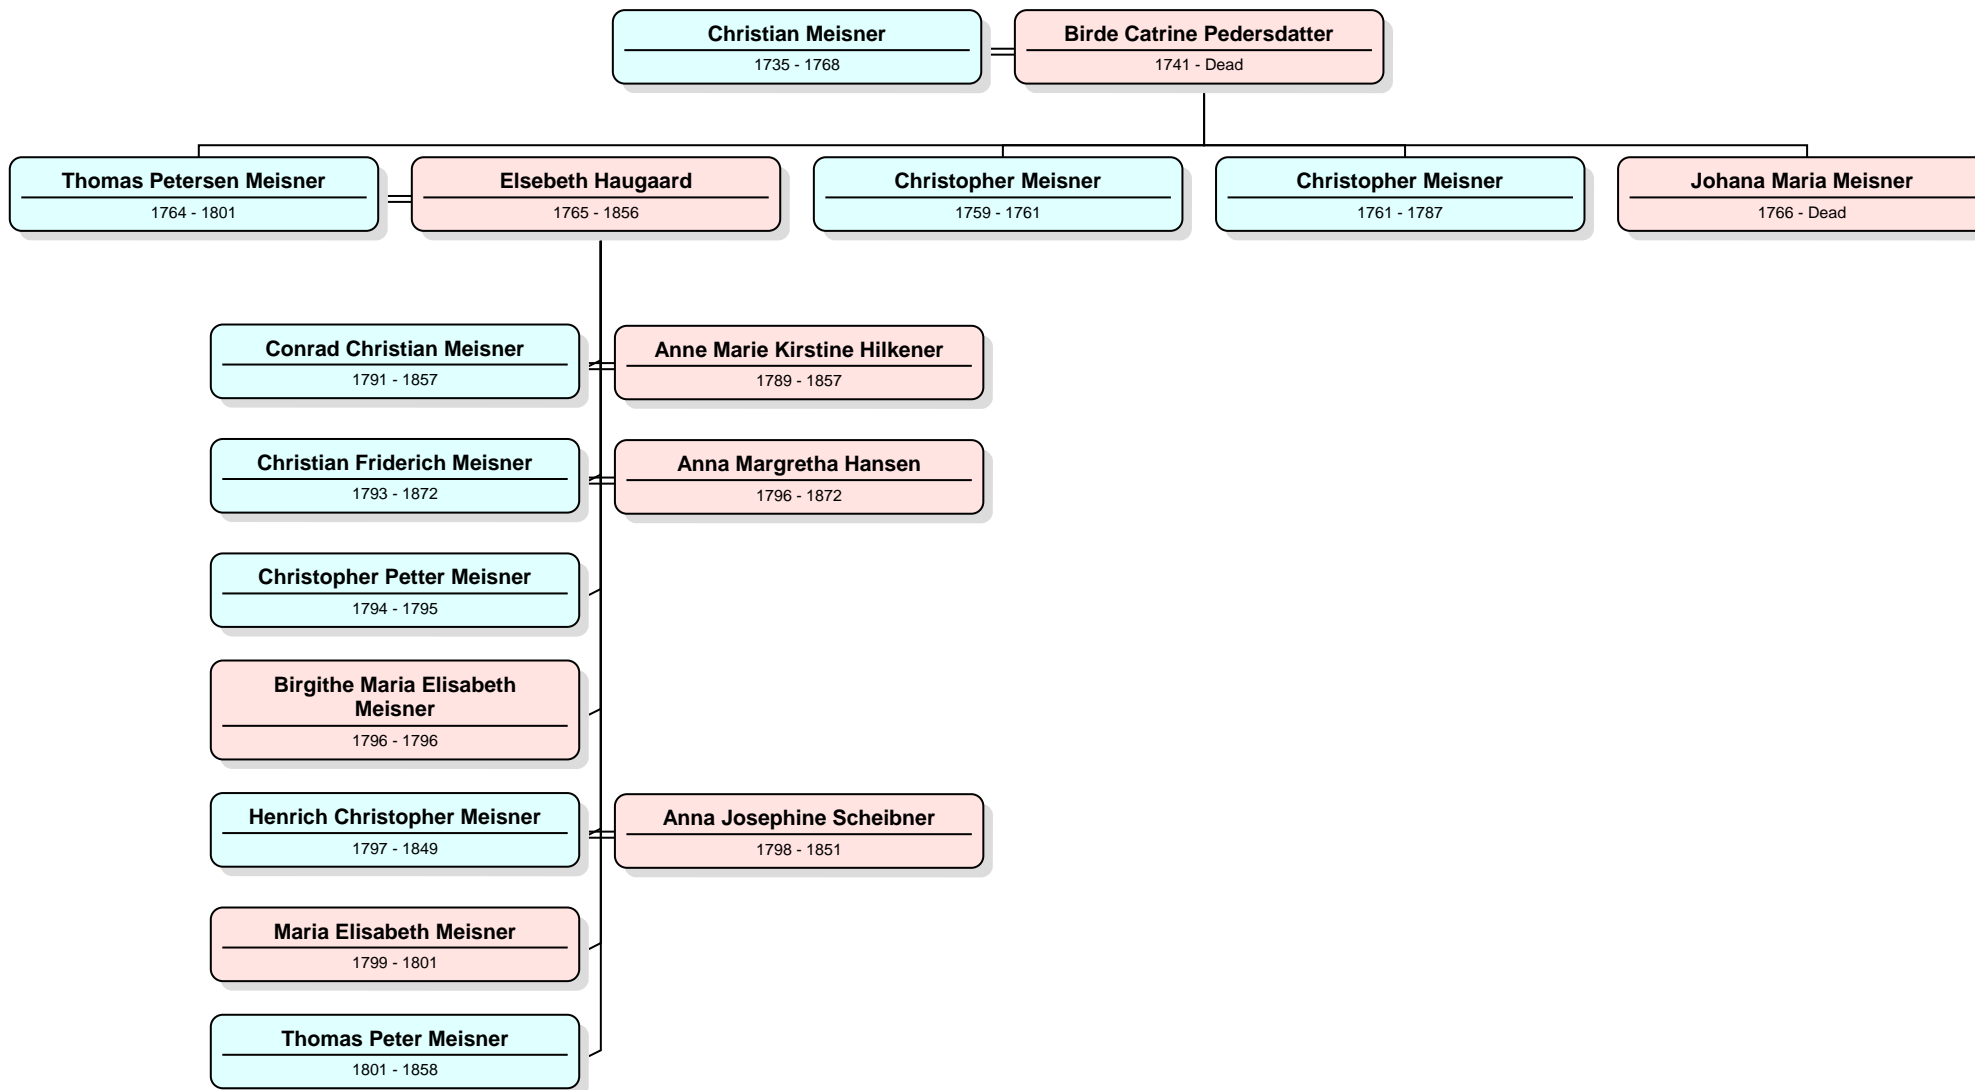 Christian Meisner
1735 - 1768
Birde Catrine Pedersdatter
1741 - Dead
Thomas Petersen Meisner
1764 - 1801
Elsebeth Haugaard
1765 - 1856
Christopher Meisner
1759 - 1761
Christopher Meisner
1761 - 1787
Johana Maria Meisner
1766 - Dead
Conrad Christian Meisner
1791 - 1857
Anne Marie Kirstine Hilkener
1789 - 1857
Christian Friderich Meisner
1793 - 1872
Anna Margretha Hansen
1796 - 1872
Christopher Petter Meisner
1794 - 1795
Birgithe Maria Elisabeth
Meisner
1796 - 1796
Henrich Christopher Meisner
1797 - 1849
Anna Josephine Scheibner
1798 - 1851
Maria Elisabeth Meisner
1799 - 1801
Thomas Peter Meisner
1801 - 1858